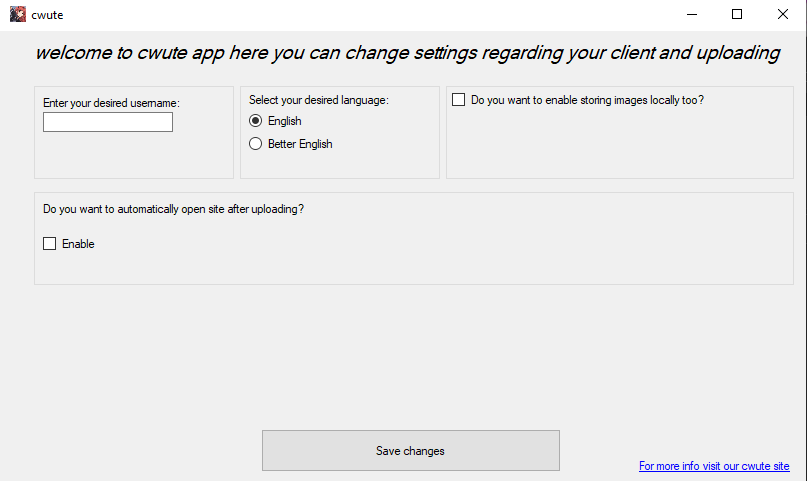 cwute
welcome to cwute app here you can change settings regarding your client and uploading
Enter your desired username:
Select your desired language:
English
Better English
Do you want to enable storing images locally too?
Do you want to automatically open site after uploading?
Enable
Save changes
For more info visit our cwute site